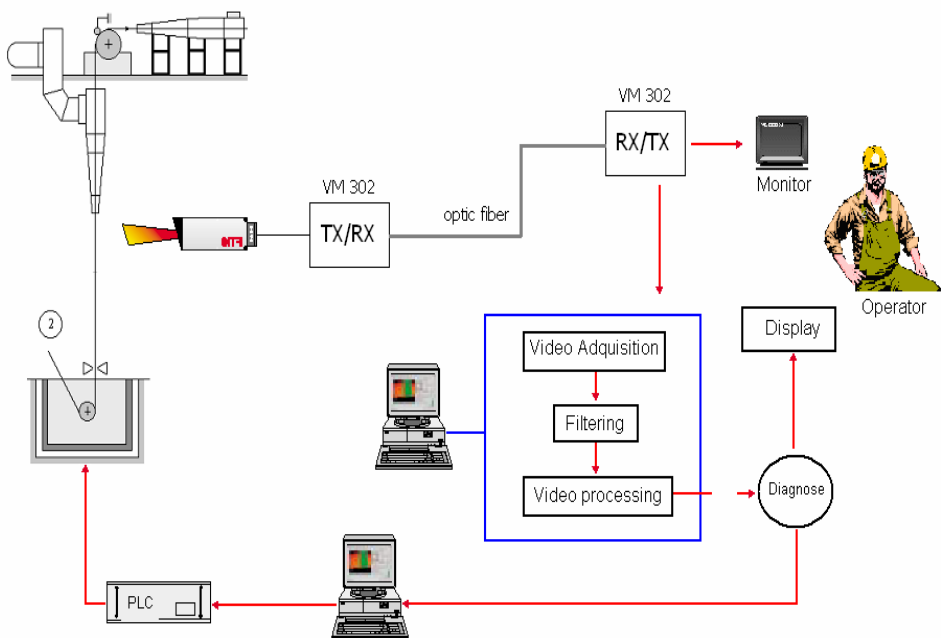 VM 302
RX/TX
Monitor
VM 302
TX/RX
optic fiber
Operator
2
Display
Video Adquisition
Filtering
Video processing
Diagnose
PLC